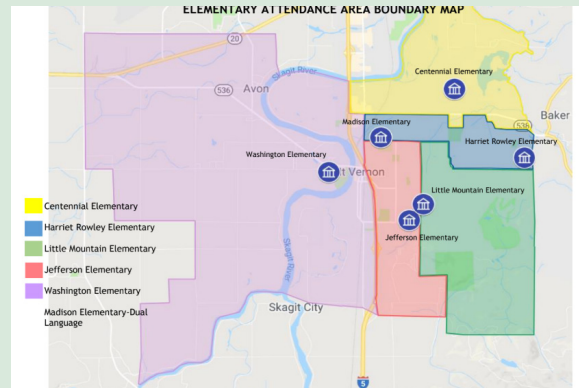 ELEMENTARY ATTENDANCE AREA BOUNDARY MAP
20
Skagit River
Centennial Elementary
536
Avon
Baker
Madison Elementary
536
Harriet Rowley Elementary
Washington Elementary
t Vernon
Little Mountain Elementary
Centennial Elementary
Harriet Rowley Elementary
Little Mountain Elementary
Jefferson Elementary
Washington Elementary
Madison Elementary-Dual
Language
Jefferson Elementary
Skagit River
Skagit City
5